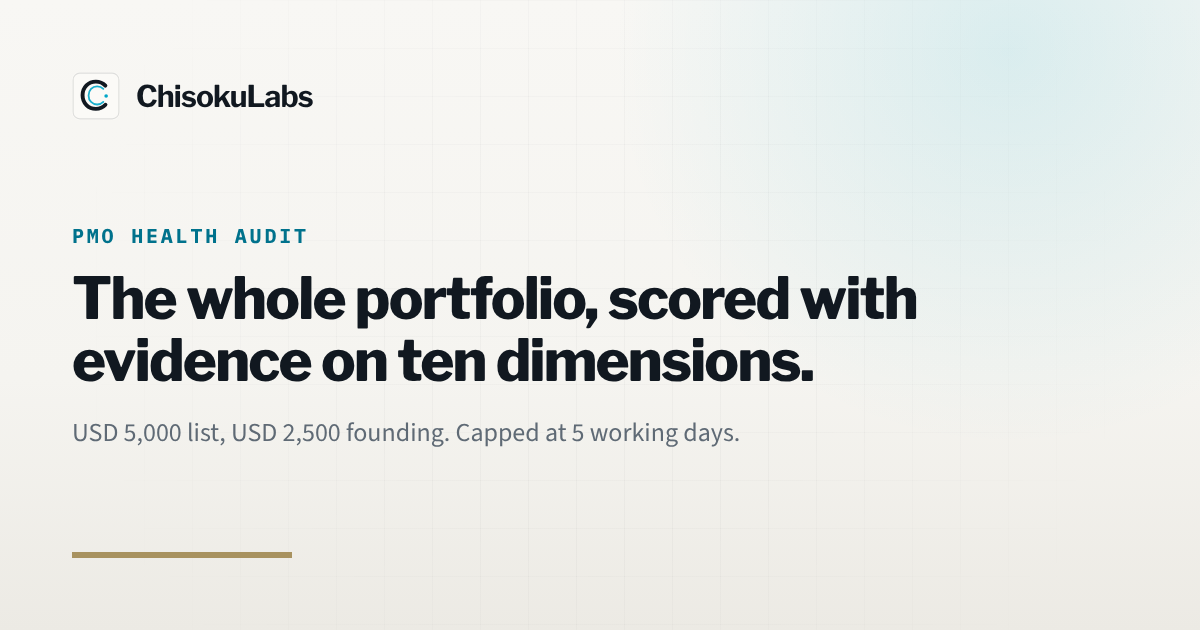 ChisokuLabs
PMO HEALTH AUDIT
The whole portfolio, scored with
evidence on ten dimensions.
USD 5,000 list, USD 2,500 founding. Capped at 5 working days.